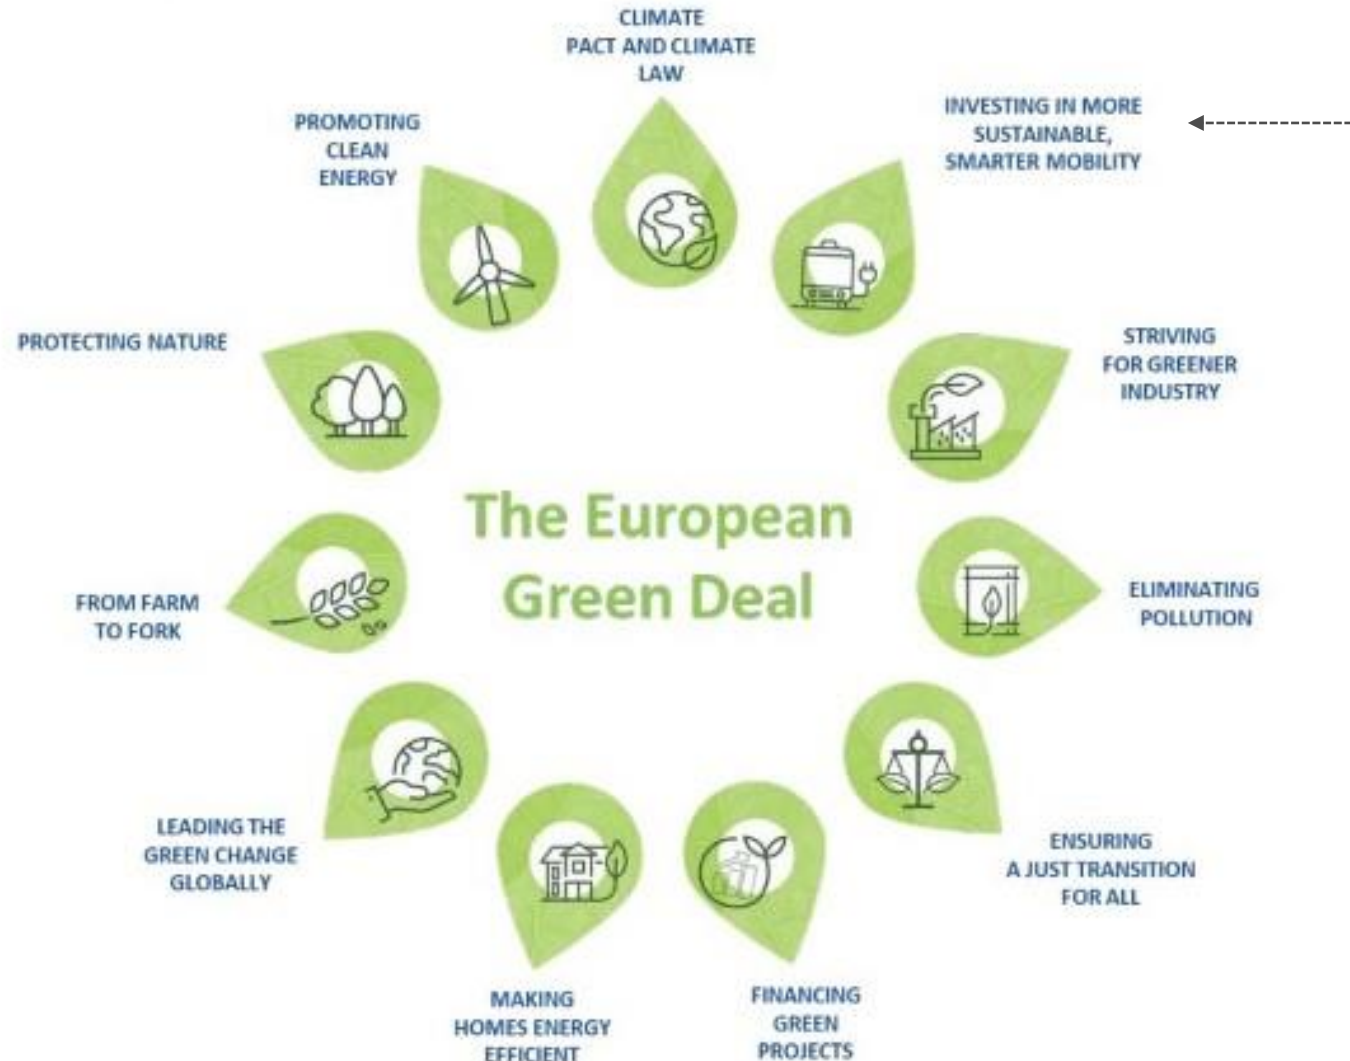 CLIMATE
PACT AND CLIMATE
LAW
INVESTING IN MORE
SUSTAINABLE,
SMARTER MOBILITY
STRIVING
FOR GREENER
INDUSTRY
ELIMINATING
POLLUTION
ENSURING
A JUST TRANSITION
FOR ALL
FINANCING
GREEN
PROJECTS
MAKING
HOMES ENERGY
EFFICIENT
LEADING THE
GREEN CHANGE
GLOBALLY
FROM FARM
TO FORK
PROTECTING NATURE
PROMOTING
CLEAN
ENERGY
The European
Green Deal